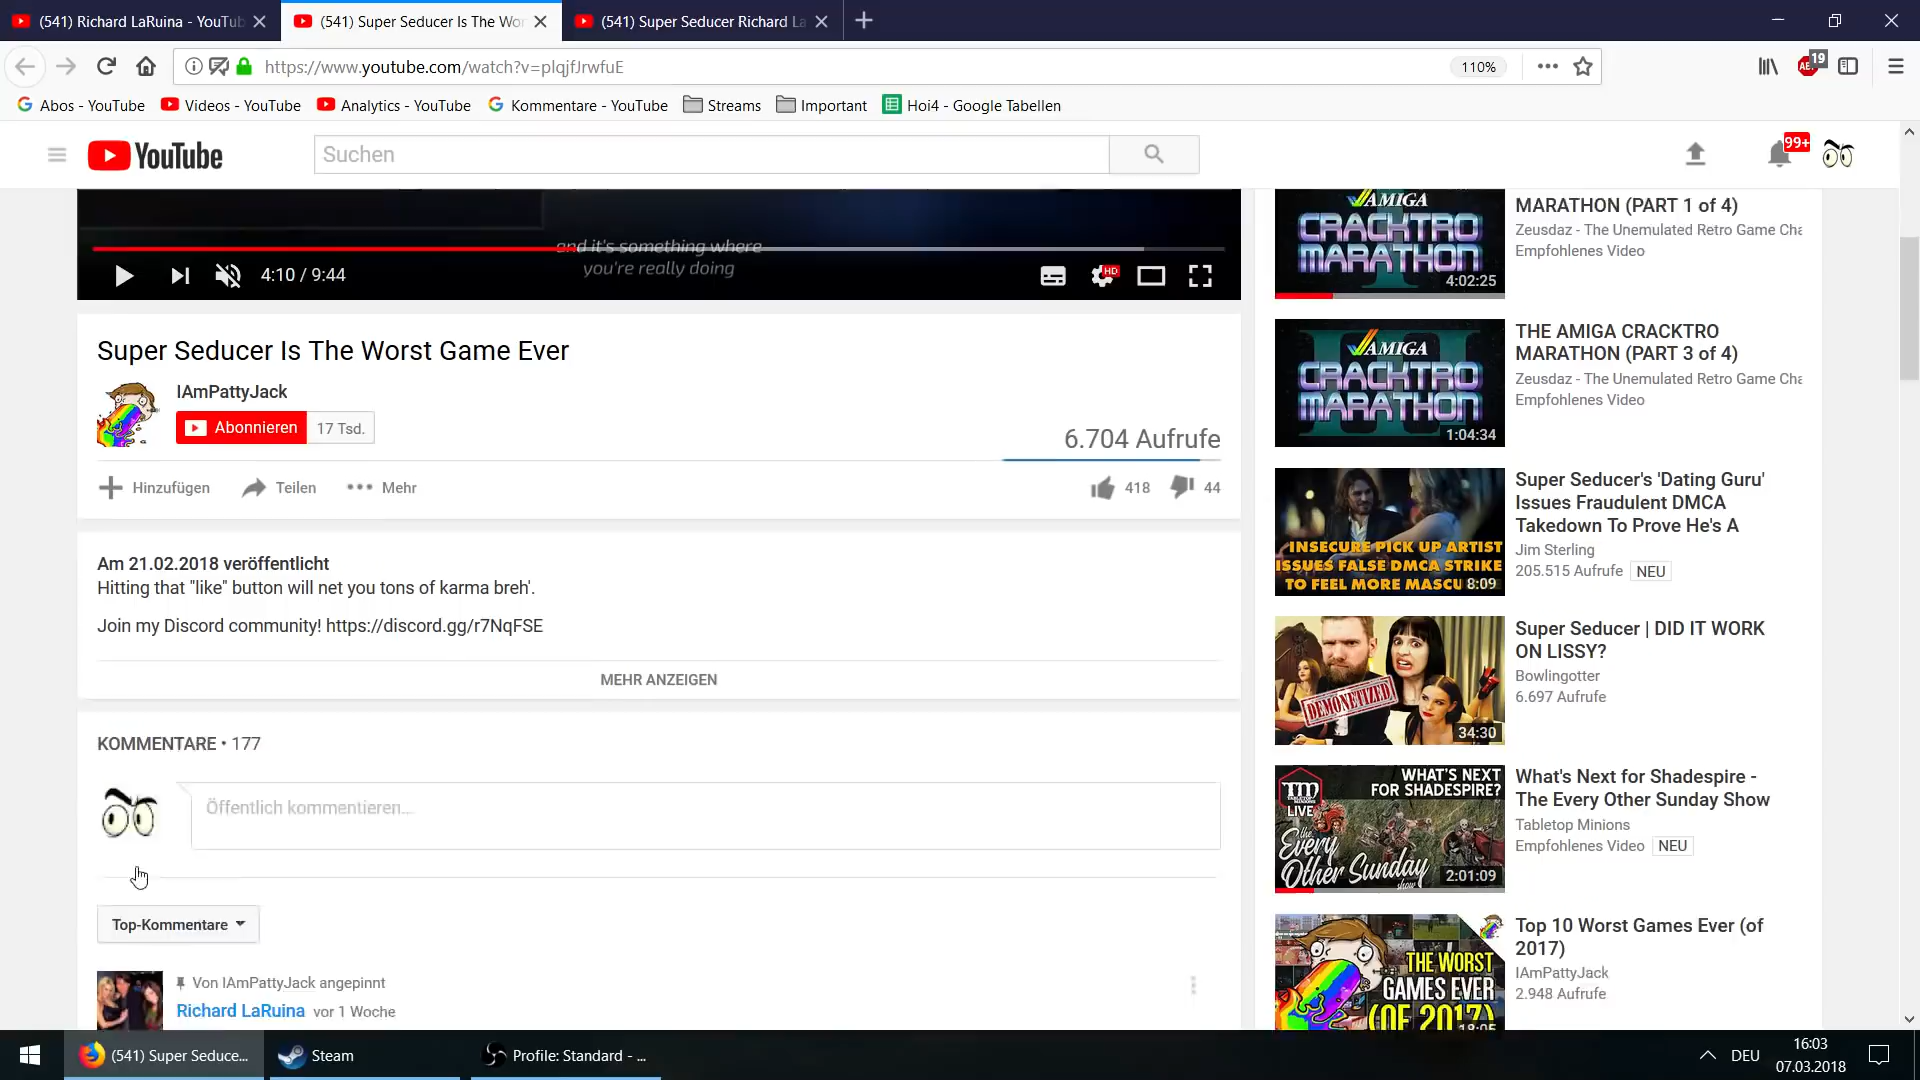 (541) Richard LaRuina - YouTub
(541) Super Seducer Is The Wor
(541) Super Seducer Richard La
https://www.youtube.com/watch?v=plqjfJrwfuE
110%
19
Abos - YouTube
Videos - YouTube
Analytics - YouTube
Kommentare - YouTube
Streams
Important
Hoi4 - Google Tabellen
YouTube
Suchen
99+
and it's something where
you're really doing
4:10 / 9:44
HD
Super Seducer Is The Worst Game Ever
IAmPattyJack
Abonnieren
17 Tsd.
6.704 Aufrufe
Hinzufügen
Teilen
Mehr
418
44
Am 21.02.2018 veröffentlicht
Hitting that "like" button will net you tons of karma breh'.
Join my Discord community! https://discord.gg/r7NqFSE
MEHR ANZEIGEN
KOMMENTARE • 177
Öffentlich kommentieren...
Top-Kommentare
Von IAmPattyJack angepinnt
Richard LaRuina vor 1 Woche
AMIGA
CRACKTRO
MARATHON
4:02:25
MARATHON (PART 1 of 4)
Zeusdaz - The Unemulated Retro Game Cha
Empfohlenes Video
AMIGA
CRACKTRO
MARATHON
1:04:34
THE AMIGA CRACKTRO
MARATHON (PART 3 of 4)
Zeusdaz - The Unemulated Retro Game Cha
Empfohlenes Video
INSECURE PICK UP ARTIST
ISSUES FALSE DMCA STRIKE
TO FEEL MORE MASCU
8:09
Super Seducer's 'Dating Guru'
Issues Fraudulent DMCA
Takedown To Prove He's A
Jim Sterling
205.515 Aufrufe NEU
DEMONETIZED
34:30
Super Seducer | DID IT WORK
ON LISSY?
Bowlingotter
6.697 Aufrufe
WHAT'S NEXT
FOR SHADESPIRE?
TM
TABLETOP MINIONS
LIVE
the Every
Other Sunday
show
2:01:09
What's Next for Shadespire -
The Every Other Sunday Show
Tabletop Minions
Empfohlenes Video NEU
THE WORST
GAMES EVER
(OF 2017)
18:05
Top 10 Worst Games Ever (of
2017)
IAmPattyJack
2.948 Aufrufe
(541) Super Seduce...
Steam
Profile: Standard - ...
DEU
16:03
07.03.2018